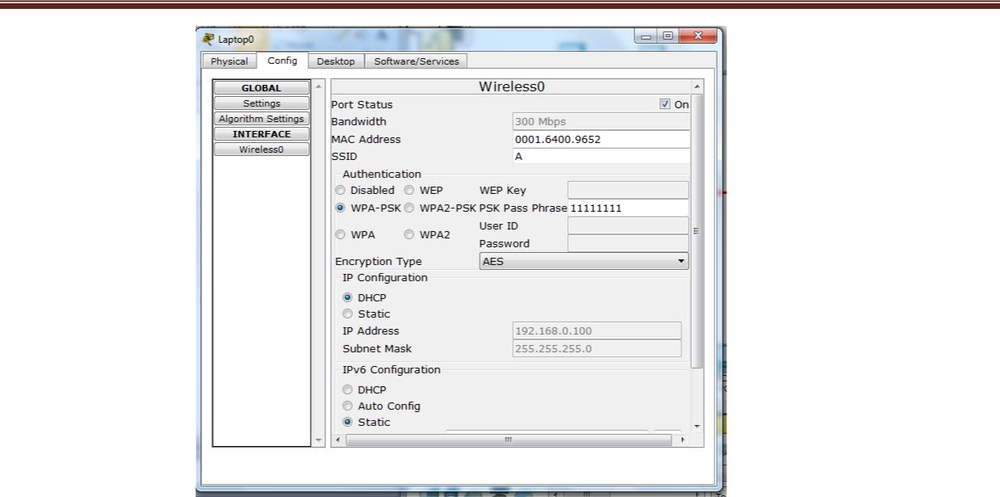 Laptop0
Physical Config Desktop Software/Services
GLOBAL
Settings
Algorithm Settings
INTERFACE
Wireless0
Wireless0
Port Status On
Bandwidth 300 Mbps
MAC Address 0001.6400.9652
SSID A
Authentication
Disabled WEP WEP Key
WPA-PSK WPA2-PSK PSK Pass Phrase 11111111
WPA WPA2 User ID
Password
Encryption Type AES
IP Configuration
DHCP
Static
IP Address 192.168.0.100
Subnet Mask 255.255.255.0
IPv6 Configuration
DHCP
Auto Config
Static